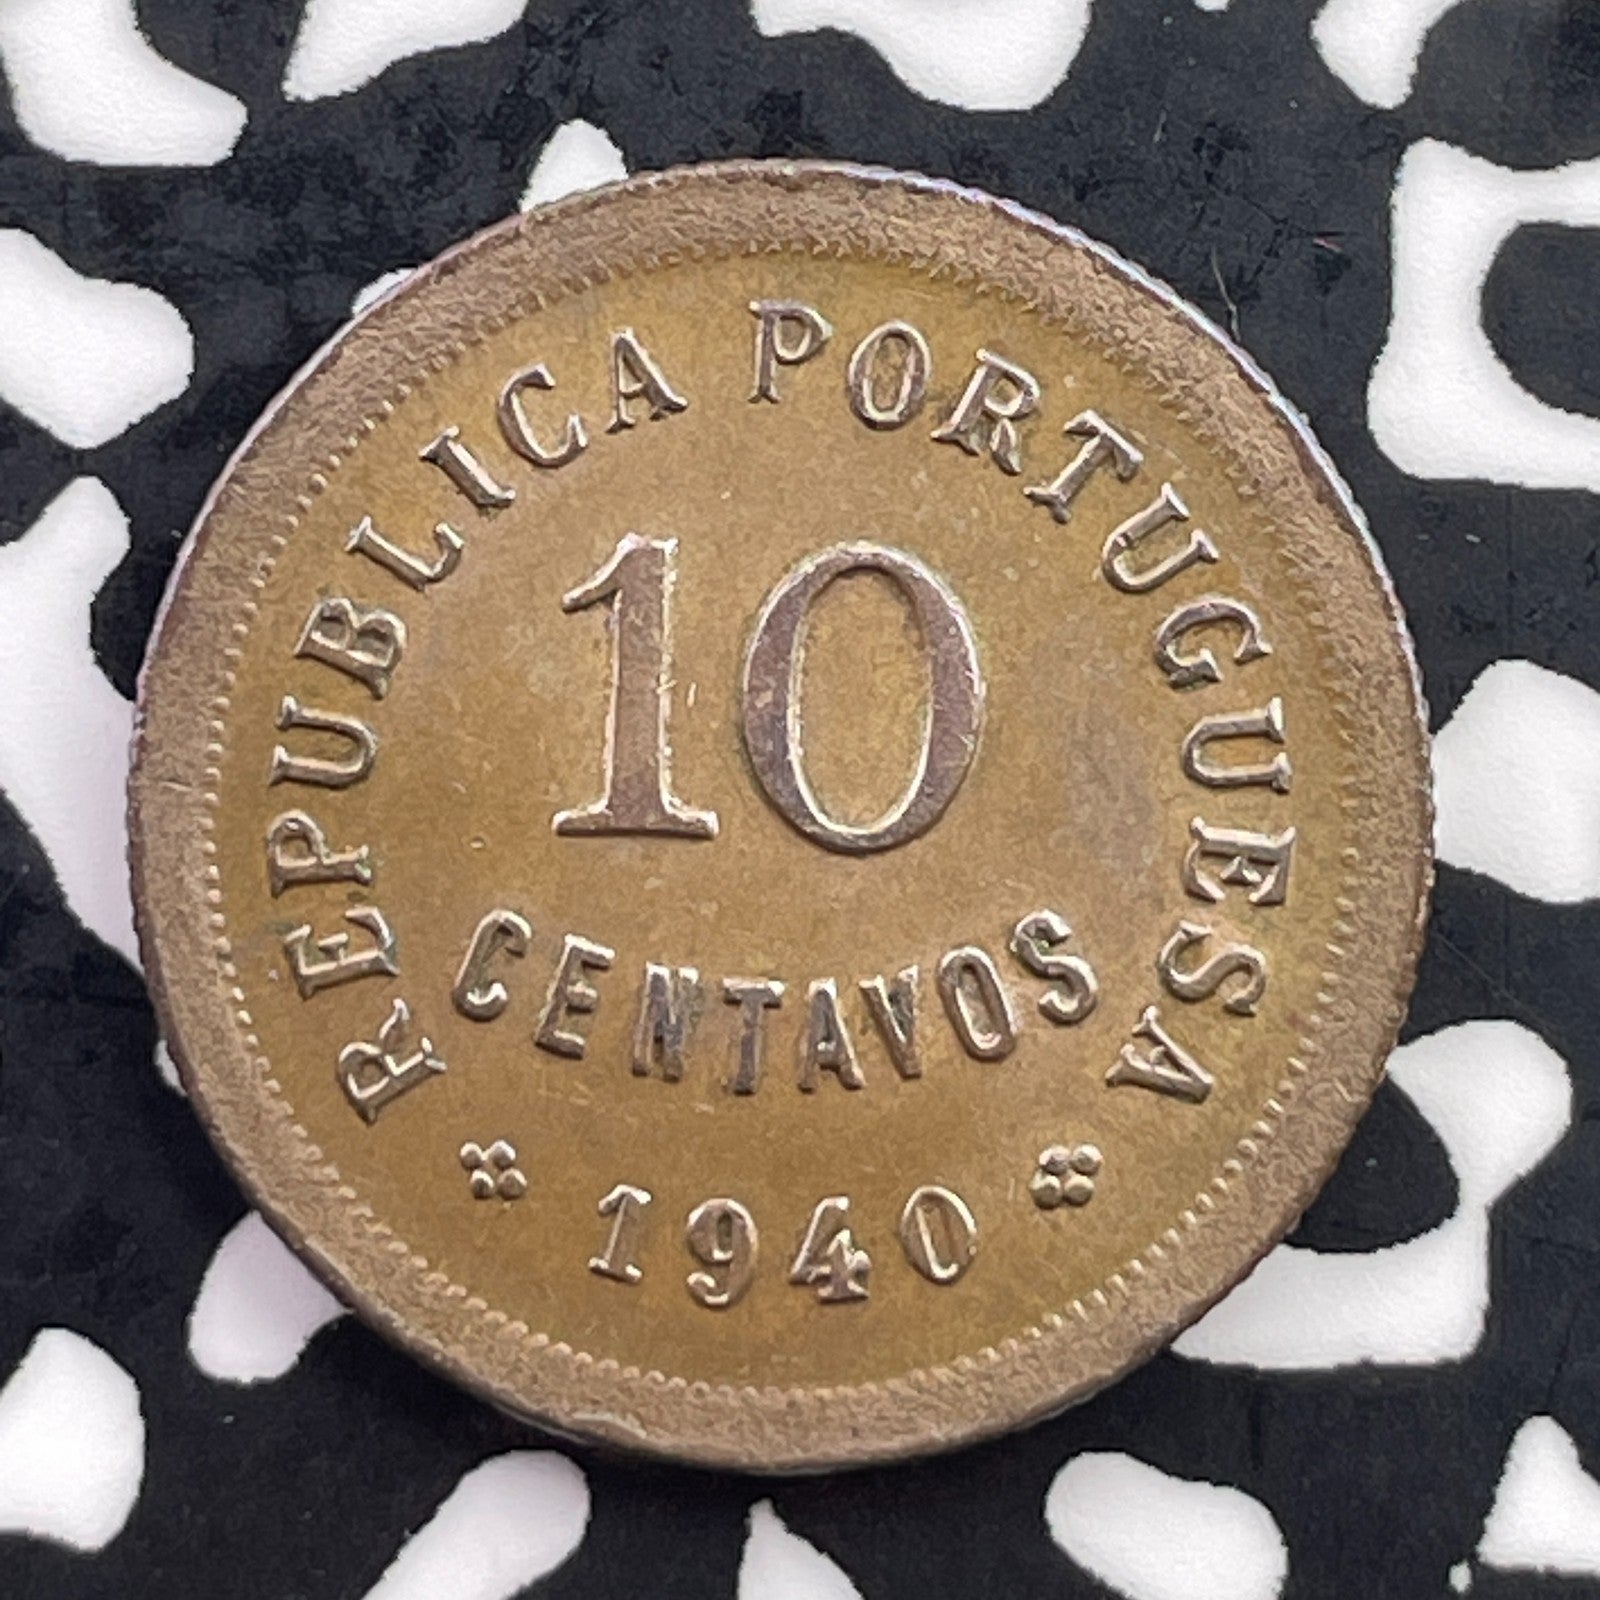 REPUBLICA PORTUGUESA
10
CENTAVOS
1940